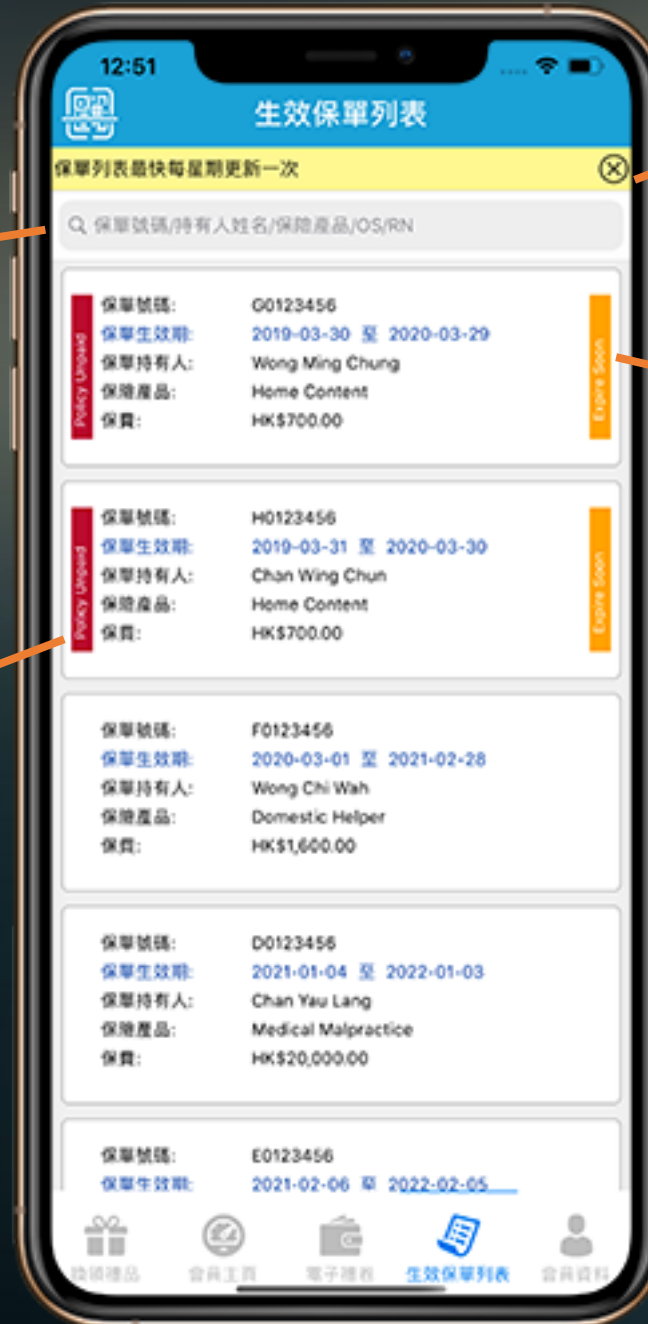 12:51
生效保單列表
保單列表最快每星期更新一次
保單號碼/持有人姓名/保險產品/OS/RN
Policy Unpaid
保單號碼: G0123456
保單生效期: 2019-03-30 至 2020-03-29
保單持有人: Wong Ming Chung
保險產品: Home Content
保費: HK$700.00
Expire Soon
Policy Unpaid
保單號碼: H0123456
保單生效期: 2019-03-31 至 2020-03-30
保單持有人: Chan Wing Chun
保險產品: Home Content
保費: HK$700.00
Expire Soon
保單號碼: F0123456
保單生效期: 2020-03-01 至 2021-02-28
保單持有人: Wong Chi Wah
保險產品: Domestic Helper
保費: HK$1,600.00
保單號碼: D0123456
保單生效期: 2021-01-04 至 2022-01-03
保單持有人: Chan Yau Lang
保險產品: Medical Malpractice
保費: HK$20,000.00
保單號碼: E0123456
保單生效期: 2021-02-06 至 2022-02-05
換領禮品 會員主頁 電子禮券 生效保單列表 會員資料